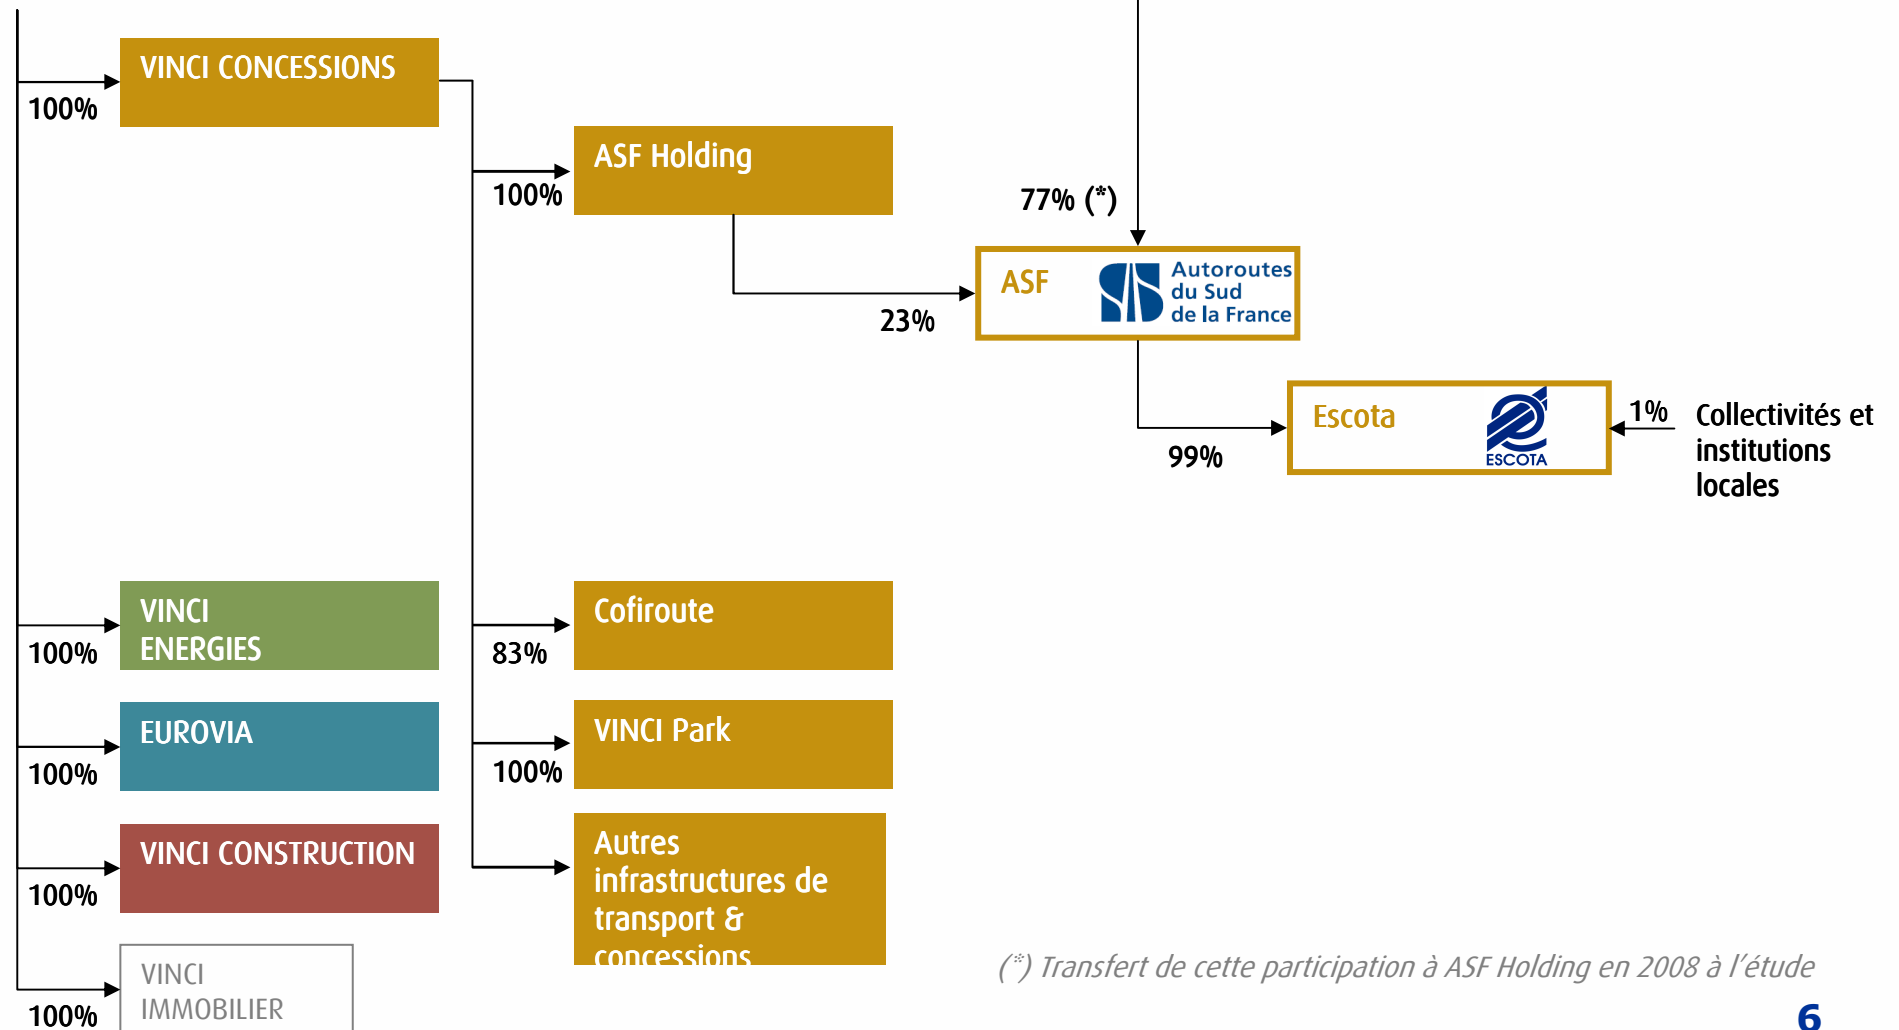 VINCI CONCESSIONS
100%
ASF Holding
100%
77% (*)
ASF
Autoroutes
du Sud
de la France
23%
Escota
ESCOTA
1%
Collectivités et
institutions
locales
99%
VINCI
ENERGIES
100%
Cofiroute
83%
EUROVIA
100%
VINCI Park
100%
VINCI CONSTRUCTION
100%
Autres
infrastructures de
transport &
concessions
VINCI
IMMOBILIER
100%
(*) Transfert de cette participation à ASF Holding en 2008 à l'étude
6